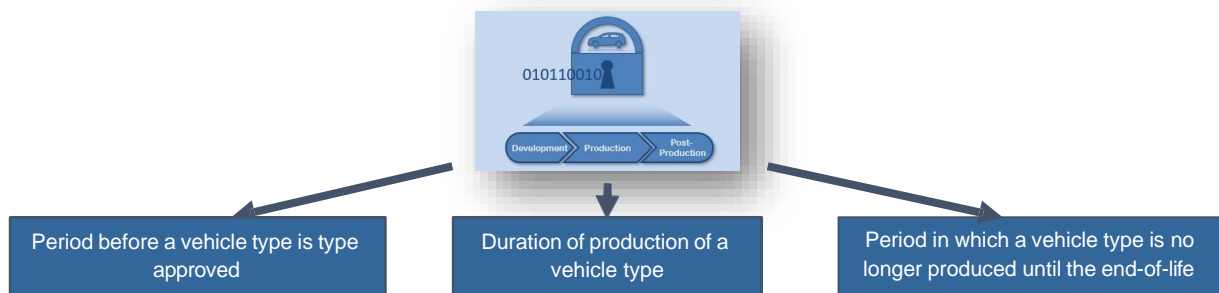 010110010
Development
Production
Post-
Production
Period before a vehicle type is type
approved
Duration of production of a
vehicle type
Period in which a vehicle type is no
longer produced until the end-of-life